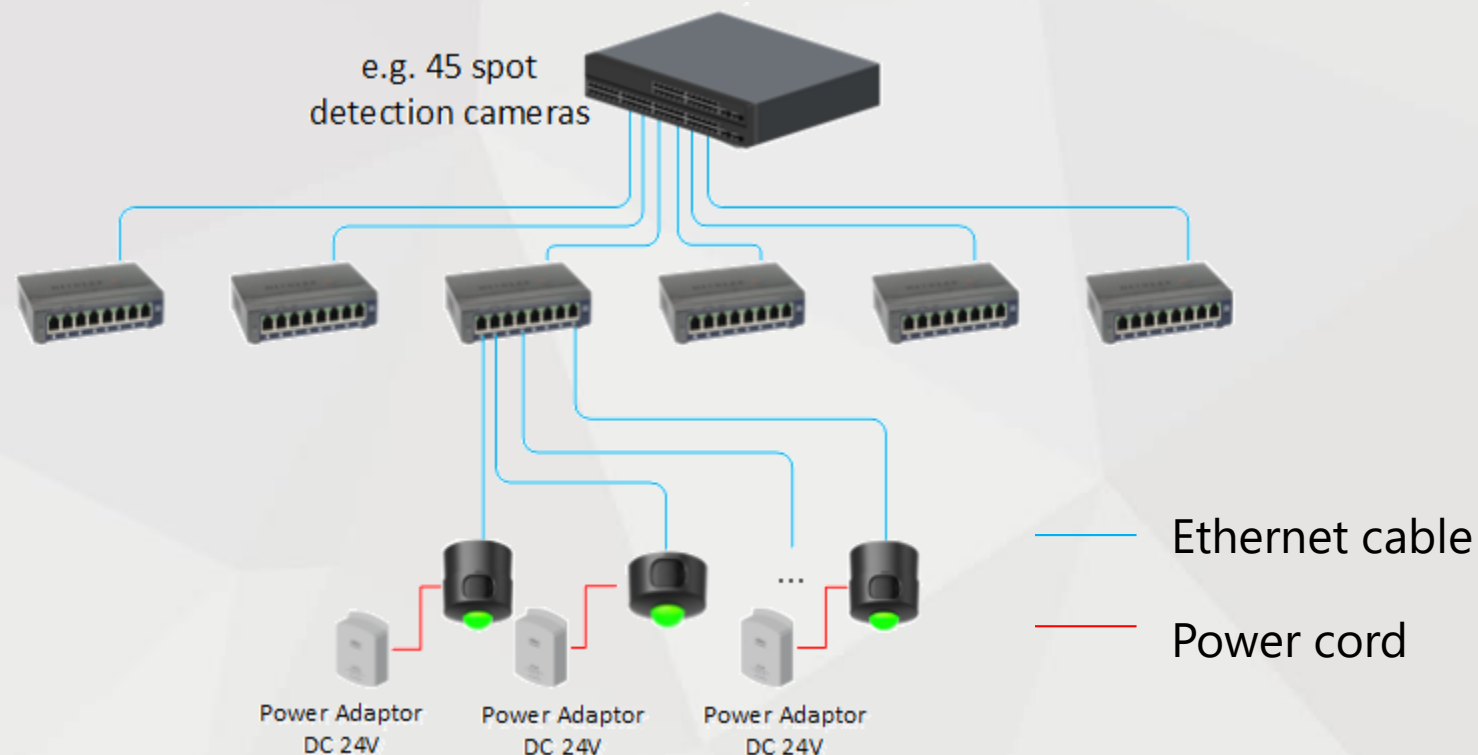 e.g. 45 spot
detection cameras
...
Ethernet cable
Power cord
Power Adaptor
DC 24V
Power Adaptor
DC 24V
Power Adaptor
DC 24V